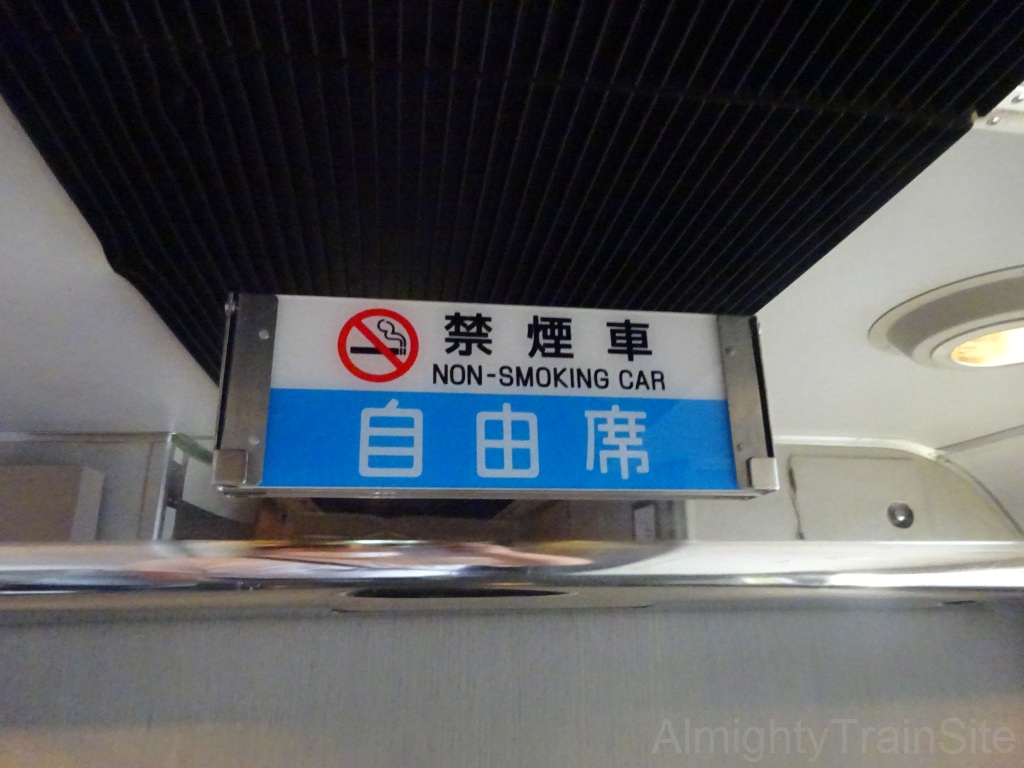 禁煙車
NON-SMOKING CAR
自由席
AlmightyTrainSite